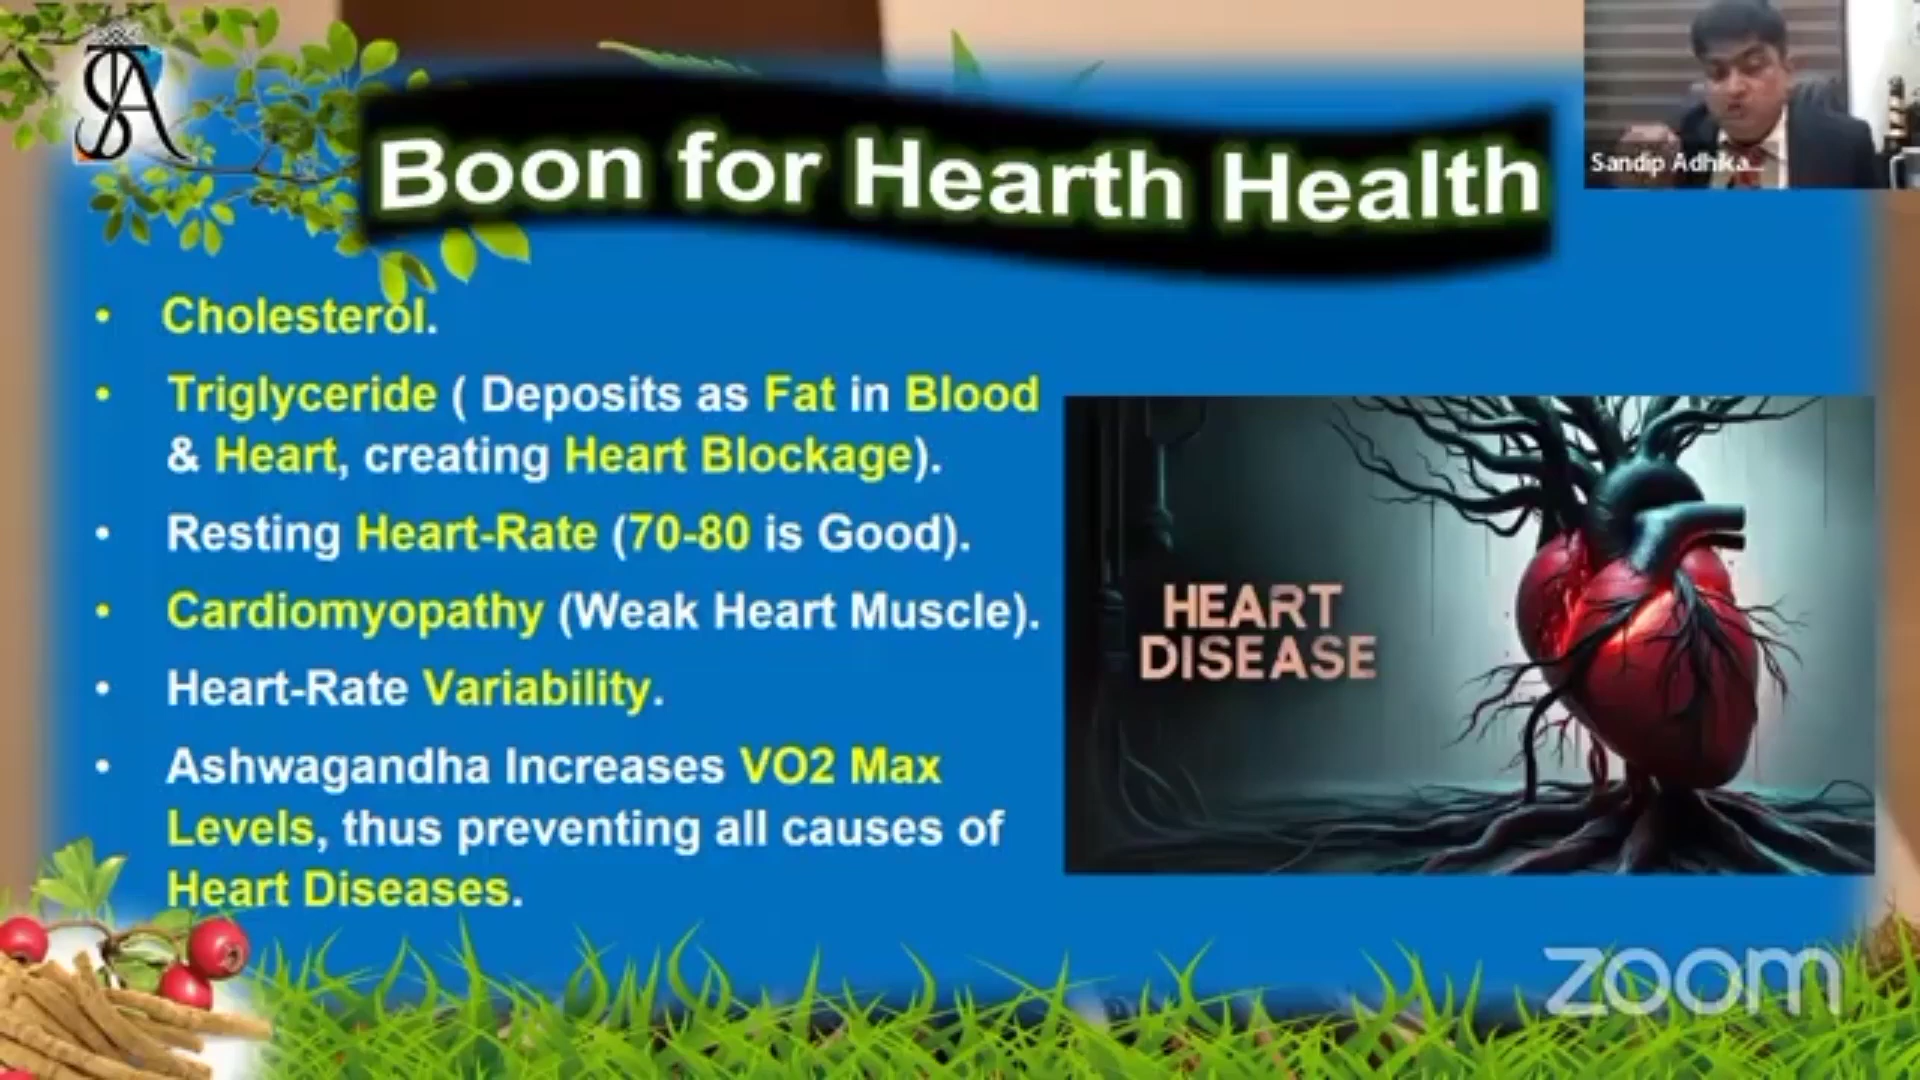 SA
Boon for Hearth Health
Sandip Adhika...
• Cholesterol.
• Triglyceride ( Deposits as Fat in Blood
& Heart, creating Heart Blockage).
• Resting Heart-Rate (70-80 is Good).
• Cardiomyopathy (Weak Heart Muscle).
• Heart-Rate Variability.
• Ashwagandha Increases VO2 Max
Levels, thus preventing all causes of
Heart Diseases.
HEART
DISEASE
zoom